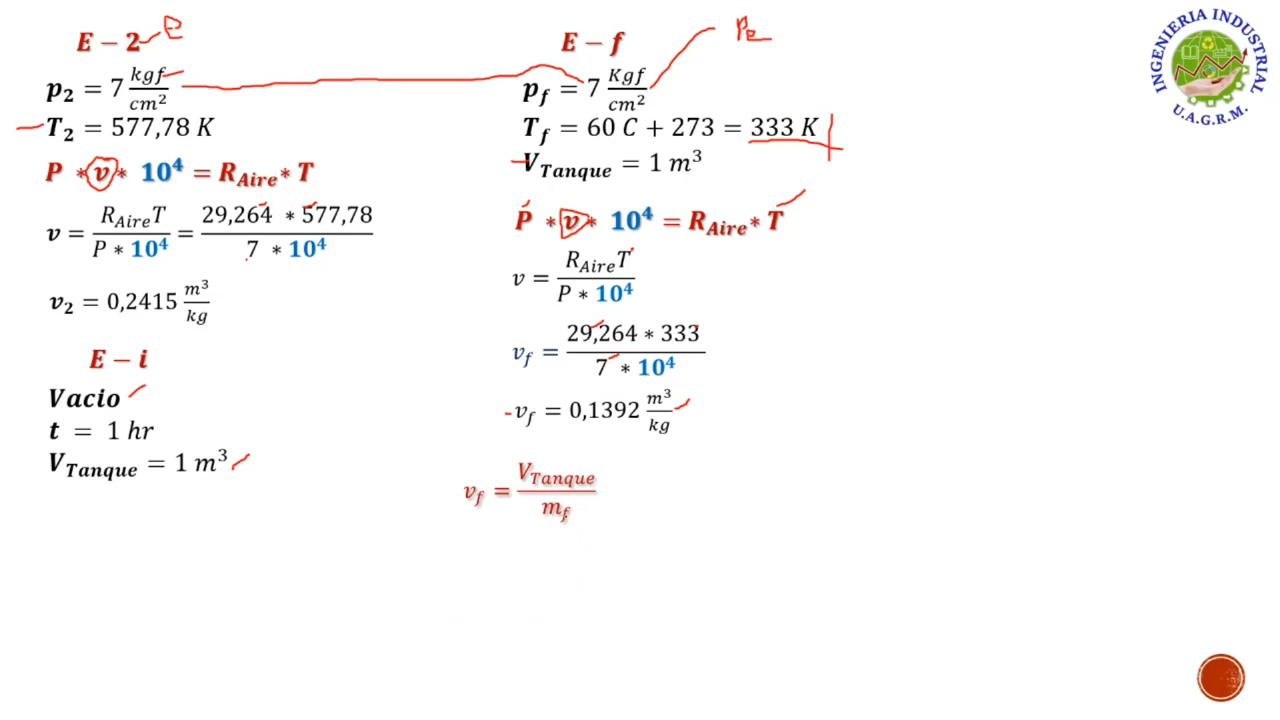 E − 2 P
p₂ = 7 kgf/cm²
T₂ = 577,78 K
P * v * 10⁴ = R_Aire * T
v = R_Aire T / P * 10⁴ = 29,264 * 577,78 / 7 * 10⁴
v₂ = 0,2415 m³/kg
E − i
Vacio
t = 1 hr
V_Tanque = 1 m³
E − f
p_f = 7 Kgf/cm²
T_f = 60 C + 273 = 333 K
V_Tanque = 1 m³
P * v * 10⁴ = R_Aire * T
v = R_Aire T / P * 10⁴
v_f = 29,264 * 333 / 7 * 10⁴
v_f = 0,1392 m³/kg
v_f = V_Tanque / m_f
INGENIERIA INDUSTRIAL
U.A.G.R.M.